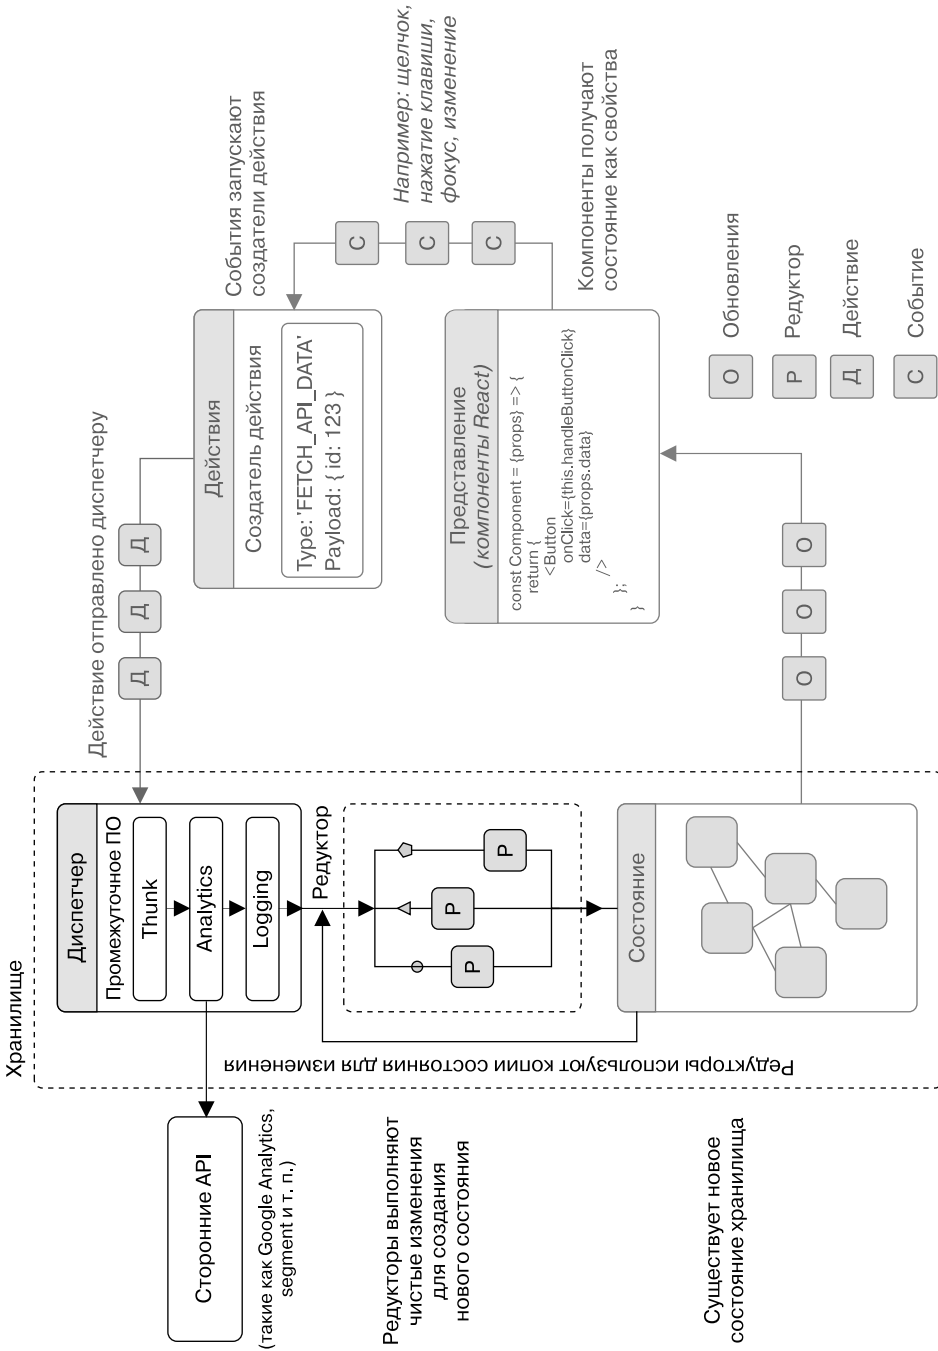 Хранилище
Диспетчер
Промежуточное ПО
Thunk
Analytics
Logging
Сторонние API
(такие как Google Analytics,
segment и т. п.)
Действие отправлено диспетчеру
Д
Д
Д
Действия
Создатель действия
Type: 'FETCH_API_DATA'
Payload: { id: 123 }
События запускают
создатели действия
С
С
С
Например: щелчок,
нажатие клавиши,
фокус, изменение
Редуктор
Р
Р
Р
Редукторы выполняют
чистые изменения
для создания
нового состояния
Редукторы используют копии состояния для изменения
Представление
(компоненты React)
const Component = {props} => {
return {
<Button
onClick={this.handleButtonClick}
data={props.data}
/>
};
}
Компоненты получают
состояние как свойства
Состояние
Существует новое
состояние хранилища
О
О
О
О Обновления
Р Редуктор
Д Действие
С Событие